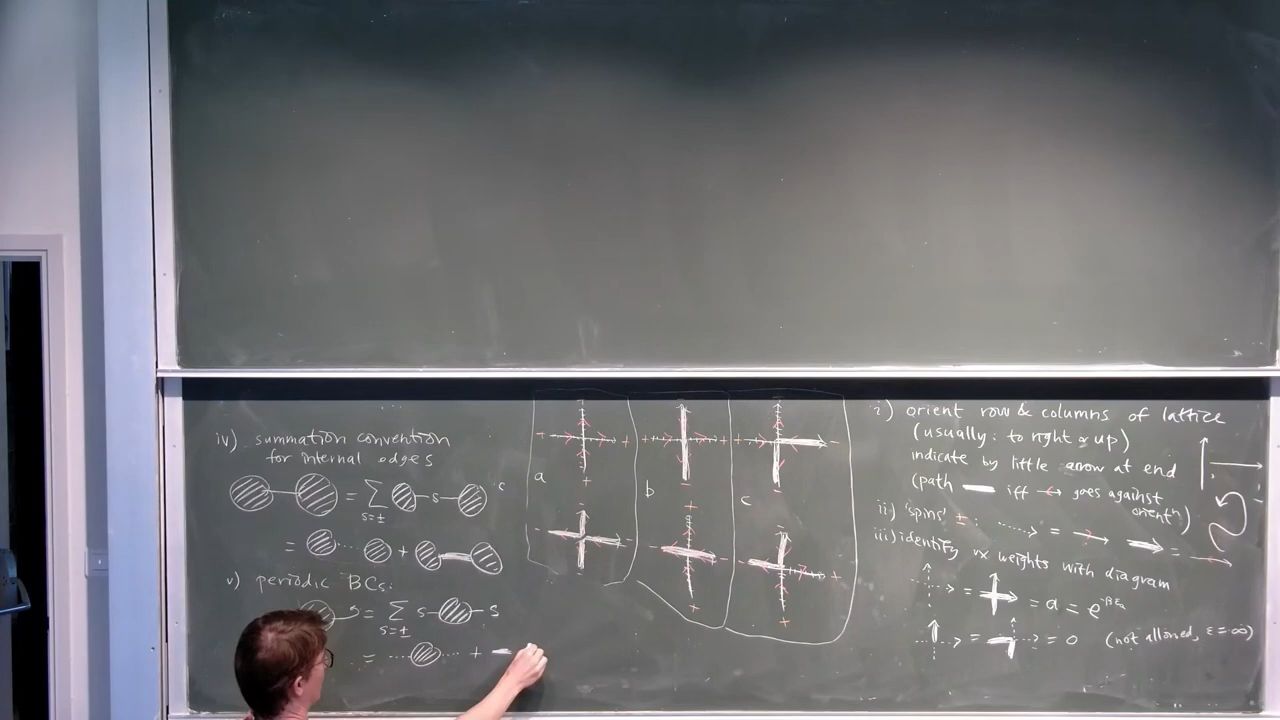 iv) summation convention
for internal edges
= Σ s
s=±
= +
v) periodic BCs:
s = Σ s s
s=±
= +
a
b
c
i) orient row & columns of lattice
(usually: to right & up)
indicate by little arrow at end
(path iff goes against
orient'n)
ii) 'spins' ± : = =
iii) identify vx weights with diagram
= = a = e^{-βε_a}
= = 0 (not allowed, ε=∞)